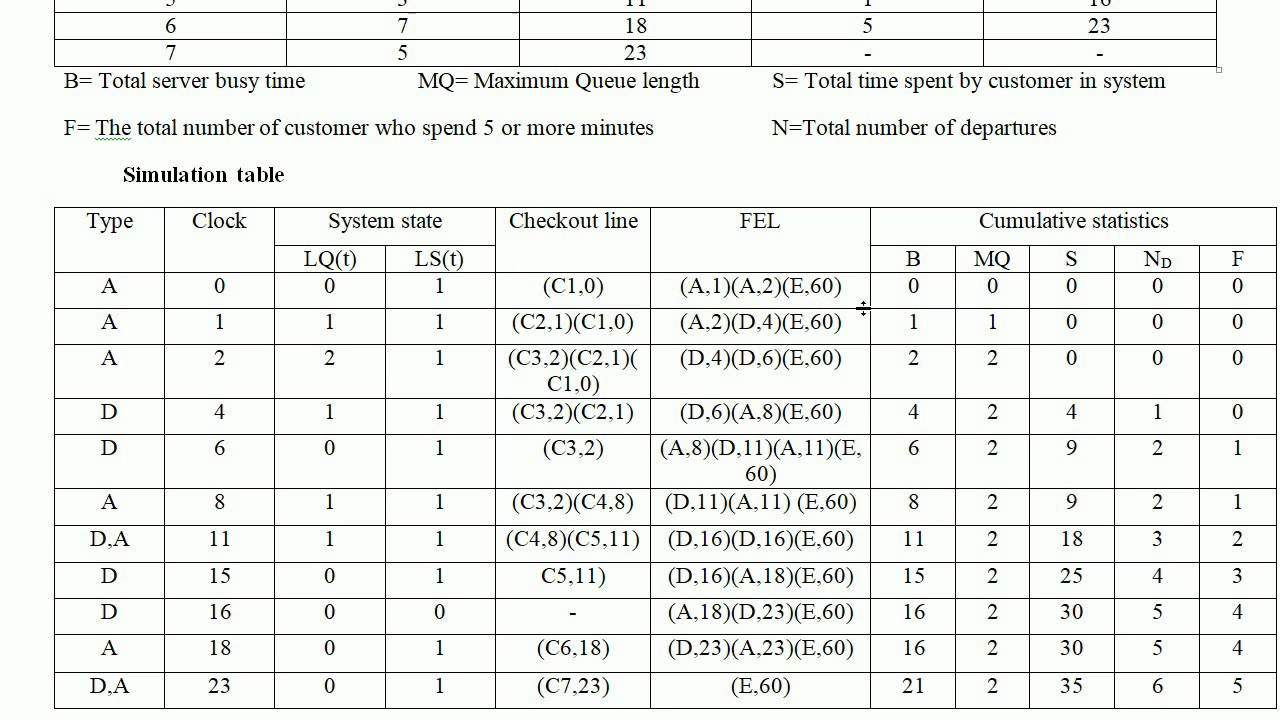 5 3 11 1 16
6 7 18 5 23
7 5 23 - -
B= Total server busy time MQ= Maximum Queue length S= Total time spent by customer in system
F= The total number of customer who spend 5 or more minutes N=Total number of departures
Simulation table
Type Clock System state Checkout line FEL Cumulative statistics
LQ(t) LS(t) B MQ S ND F
A 0 0 1 (C1,0) (A,1)(A,2)(E,60) 0 0 0 0 0
A 1 1 1 (C2,1)(C1,0) (A,2)(D,4)(E,60) 1 1 0 0 0
A 2 2 1 (C3,2)(C2,1)( (D,4)(D,6)(E,60) 2 2 0 0 0
C1,0)
D 4 1 1 (C3,2)(C2,1) (D,6)(A,8)(E,60) 4 2 4 1 0
D 6 0 1 (C3,2) (A,8)(D,11)(A,11)(E, 6 2 9 2 1
60)
A 8 1 1 (C3,2)(C4,8) (D,11)(A,11) (E,60) 8 2 9 2 1
D,A 11 1 1 (C4,8)(C5,11) (D,16)(D,16)(E,60) 11 2 18 3 2
D 15 0 1 C5,11) (D,16)(A,18)(E,60) 15 2 25 4 3
D 16 0 0 - (A,18)(D,23)(E,60) 16 2 30 5 4
A 18 0 1 (C6,18) (D,23)(A,23)(E,60) 16 2 30 5 4
D,A 23 0 1 (C7,23) (E,60) 21 2 35 6 5